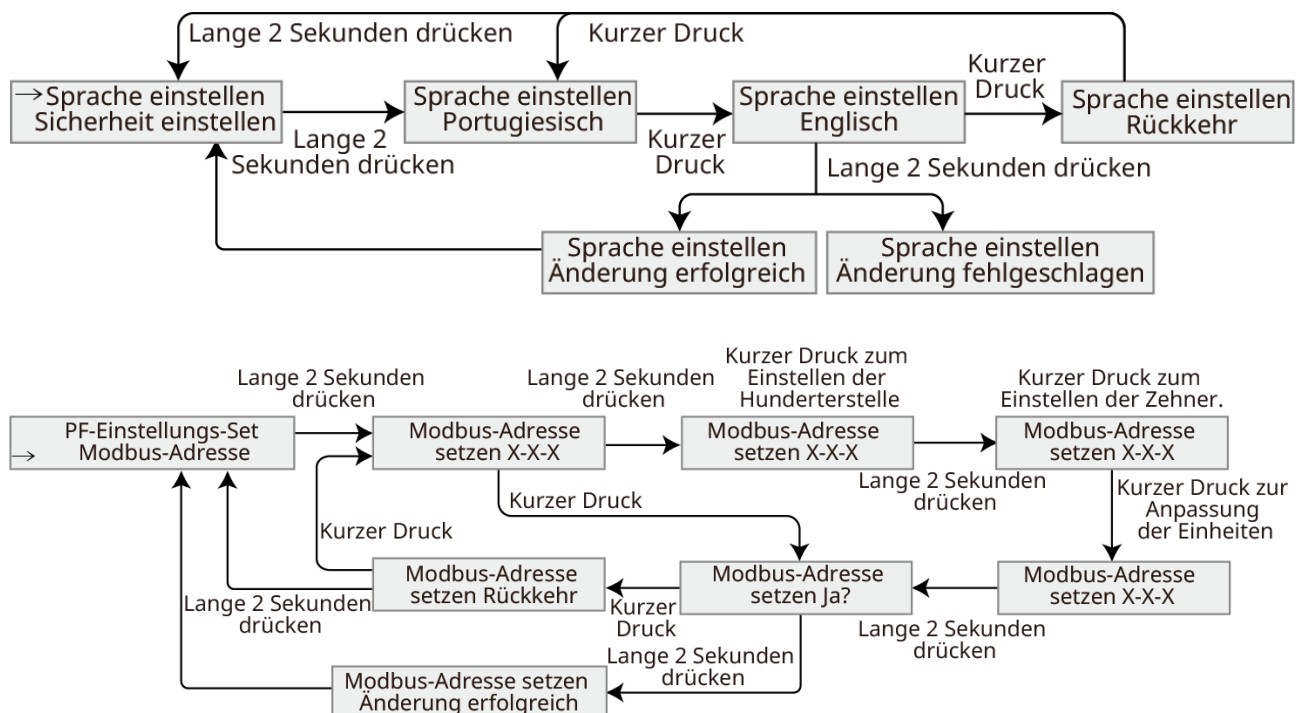 Lange 2 Sekunden drücken
Kurzer Druck
→Sprache einstellen
Sicherheit einstellen
Lange 2
Sekunden drücken
Sprache einstellen
Portugiesisch
Kurzer
Druck
Sprache einstellen
Englisch
Kurzer
Druck
Sprache einstellen
Rückkehr
Lange 2 Sekunden drücken
Sprache einstellen
Änderung erfolgreich
Sprache einstellen
Änderung fehlgeschlagen
Lange 2 Sekunden
drücken
Lange 2 Sekunden
drücken
Kurzer Druck zum
Einstellen der
Hunderterstelle
Kurzer Druck zum
Einstellen der Zehner.
PF-Einstellungs-Set
→ Modbus-Adresse
Modbus-Adresse
setzen X-X-X
Modbus-Adresse
setzen X-X-X
Modbus-Adresse
setzen X-X-X
Lange 2 Sekunden
drücken
Kurzer Druck zur
Anpassung
der Einheiten
Kurzer Druck
Kurzer Druck
Modbus-Adresse
setzen Rückkehr
Modbus-Adresse
setzen Ja?
Modbus-Adresse
setzen X-X-X
Lange 2 Sekunden
drücken
Kurzer
Druck
Lange 2 Sekunden
drücken
Lange 2 Sekunden
drücken
Modbus-Adresse setzen
Änderung erfolgreich